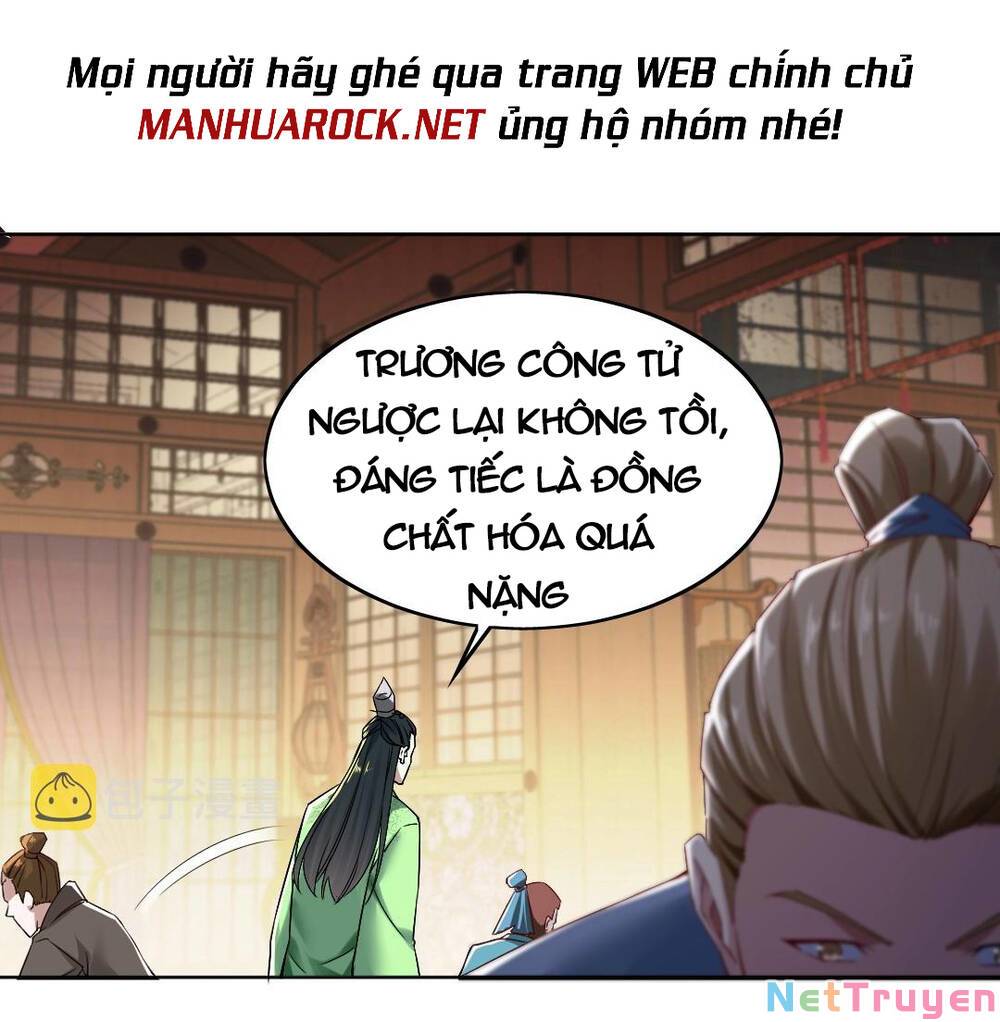 Mọi người hãy ghé qua trang WEB chính chủ
MANHUAROCK.NET ủng hộ nhóm nhé!
TRƯƠNG CÔNG TỬ
NGƯỢC LẠI KHÔNG TỒI,
ĐÁNG TIẾC LÀ ĐỒNG
CHẤT HÓA QUÁ
NẶNG
包子漫畫
NetTruyen